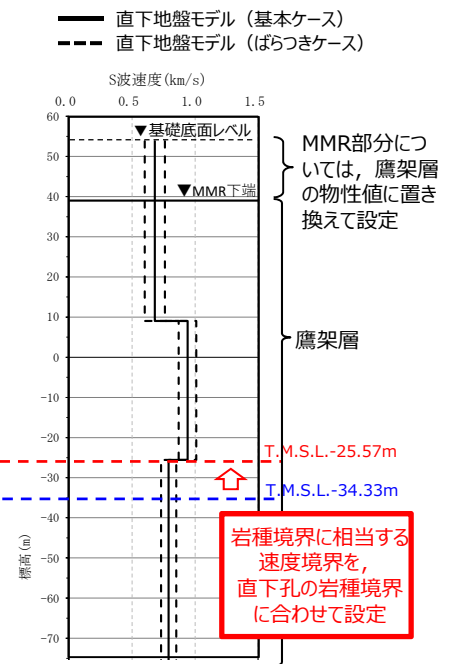 直下地盤モデル（基本ケース）
直下地盤モデル（ばらつきケース）
S波速度(km/s)
0.0 0.5 1.0 1.5
60
▼基礎底面レベル
50
MMR部分につ
いては，鷹架層
の物性値に置き
換えて設定
▼MMR下端
40
30
20
10
鷹架層
0
-10
-20
T.M.S.L.-25.57m
-30
T.M.S.L.-34.33m
-40
岩種境界に相当する
速度境界を，
直下孔の岩種境界
に合わせて設定
-50
標高(m)
-60
-70